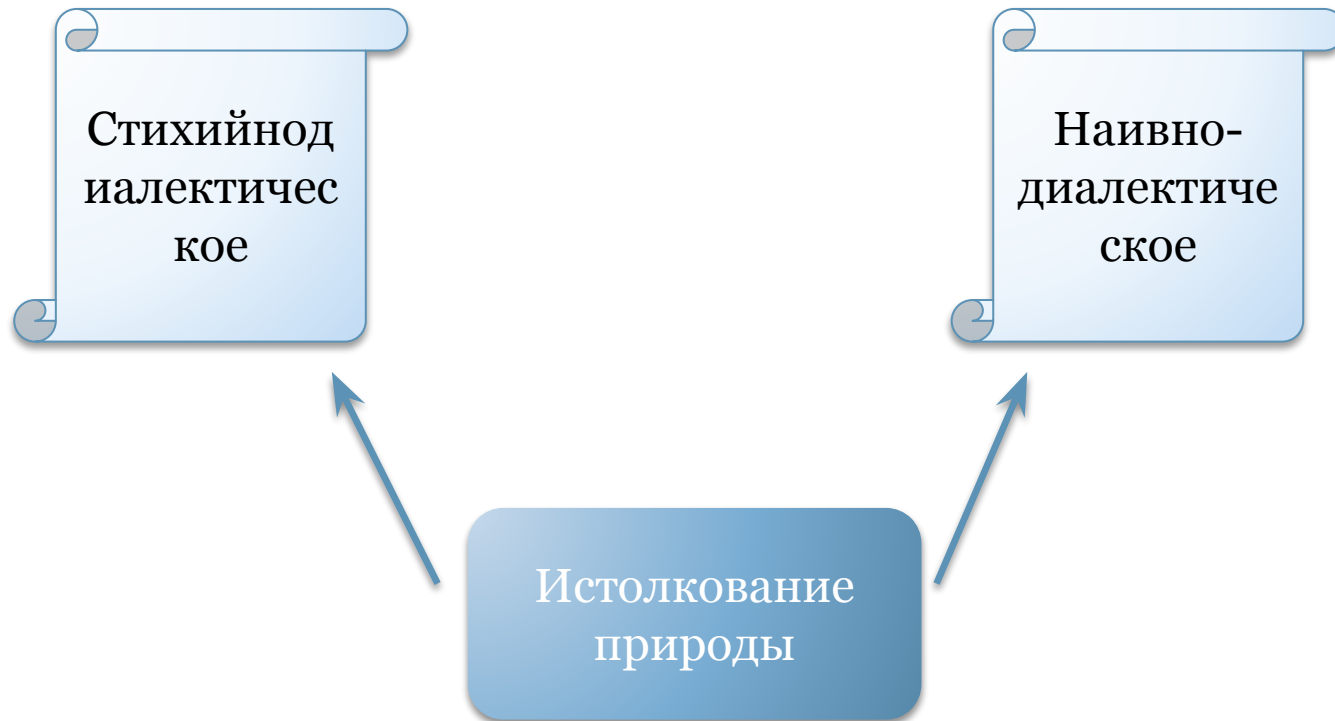 Стихийнод
иалектичес
кое
Наивно-
диалектиче
ское
Истолкование
природы